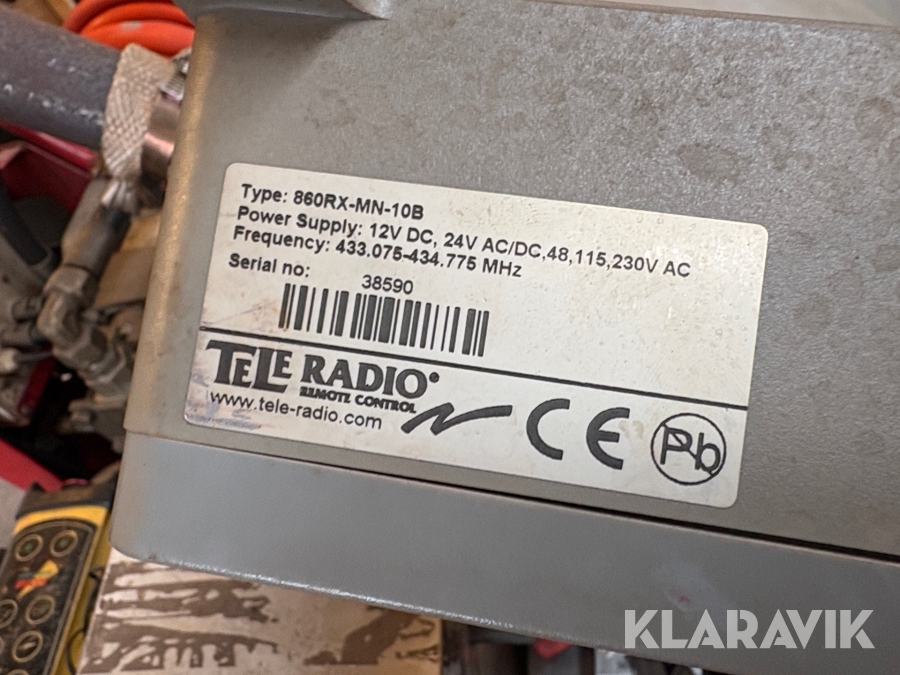 Type: 860RX-MN-10B
Power Supply: 12V DC, 24V AC/DC,48,115,230V AC
Frequency: 433.075-434.775 MHz
Serial no:
38590
TELE RADIO
REMOTE CONTROL
www.tele-radio.com
CE
Pb
KLARAVIK